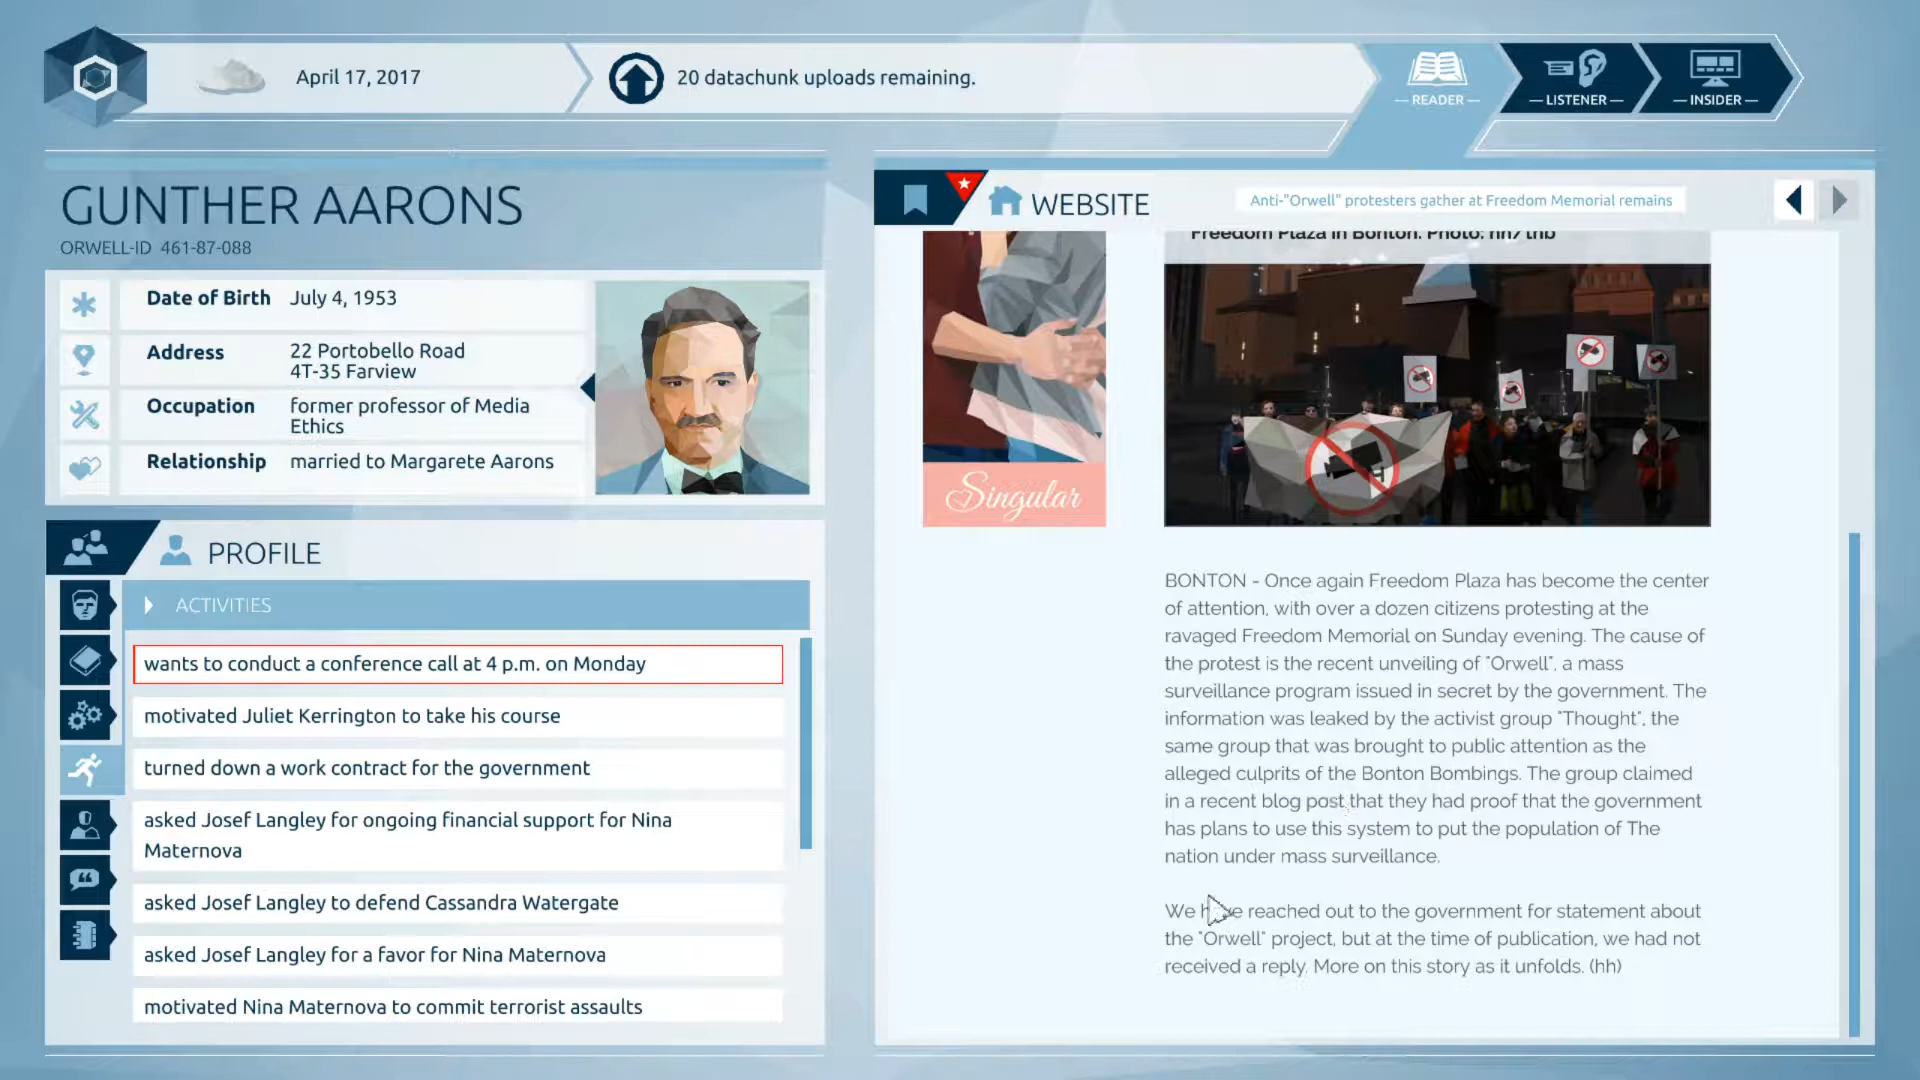 April 17, 2017
20 datachunk uploads remaining.
— READER —
— LISTENER —
— INSIDER —
GUNTHER AARONS
ORWELL-ID 461-87-088
Date of Birth July 4, 1953
Address 22 Portobello Road
4T-35 Farview
Occupation former professor of Media
Ethics
Relationship married to Margarete Aarons
PROFILE
ACTIVITIES
wants to conduct a conference call at 4 p.m. on Monday
motivated Juliet Kerrington to take his course
turned down a work contract for the government
asked Josef Langley for ongoing financial support for Nina
Maternova
asked Josef Langley to defend Cassandra Watergate
asked Josef Langley for a favor for Nina Maternova
motivated Nina Maternova to commit terrorist assaults
WEBSITE
Anti-"Orwell" protesters gather at Freedom Memorial remains
Freedom Plaza in Bonton. Photo: nn/tnb
Singular
BONTON - Once again Freedom Plaza has become the center
of attention, with over a dozen citizens protesting at the
ravaged Freedom Memorial on Sunday evening. The cause of
the protest is the recent unveiling of "Orwell", a mass
surveillance program issued in secret by the government. The
information was leaked by the activist group "Thought", the
same group that was brought to public attention as the
alleged culprits of the Bonton Bombings. The group claimed
in a recent blog post that they had proof that the government
has plans to use this system to put the population of The
nation under mass surveillance.
We have reached out to the government for statement about
the "Orwell" project, but at the time of publication, we had not
received a reply. More on this story as it unfolds. (hh)